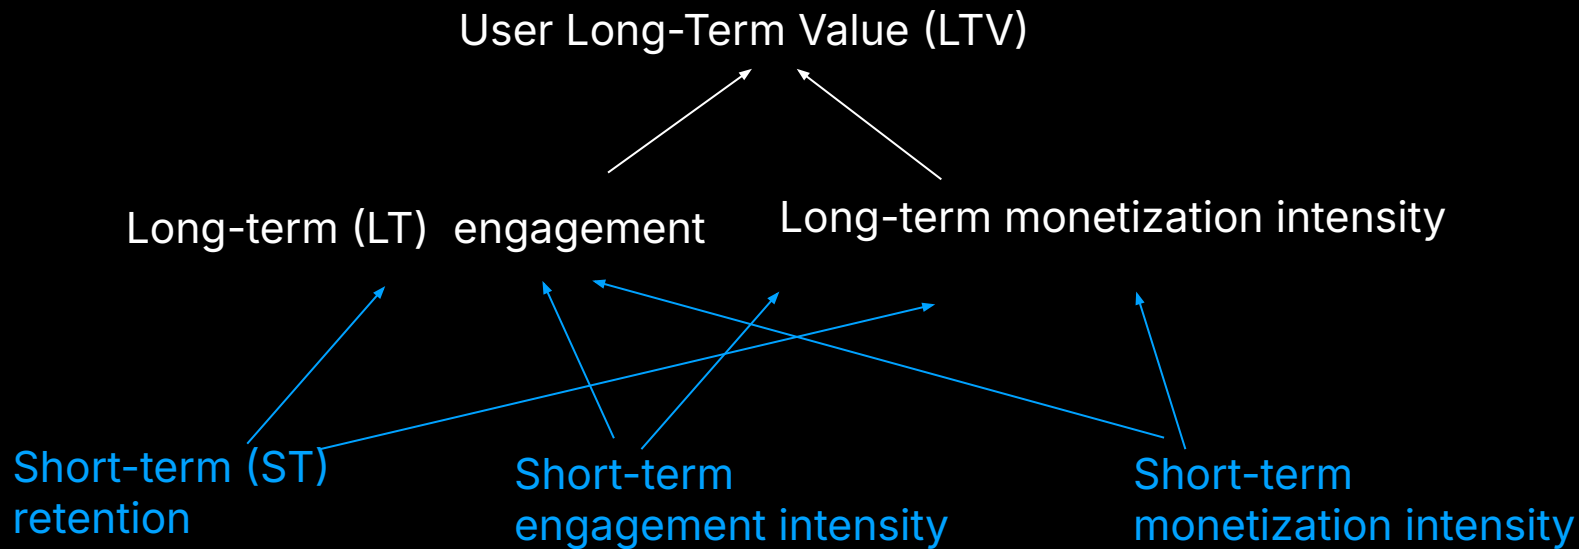 User Long-Term Value (LTV)
Long-term (LT) engagement
Long-term monetization intensity
Short-term (ST)
retention
Short-term
engagement intensity
Short-term
monetization intensity